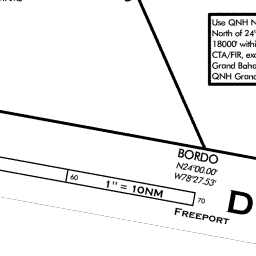 Use QNH N
North of 24°
18000' withi
CTA/FIR, exc
Grand Baha
QNH Grand
BORDO
N24°00.00'
W78°27.53'
60
1" = 10NM
70
D
FREEPORT